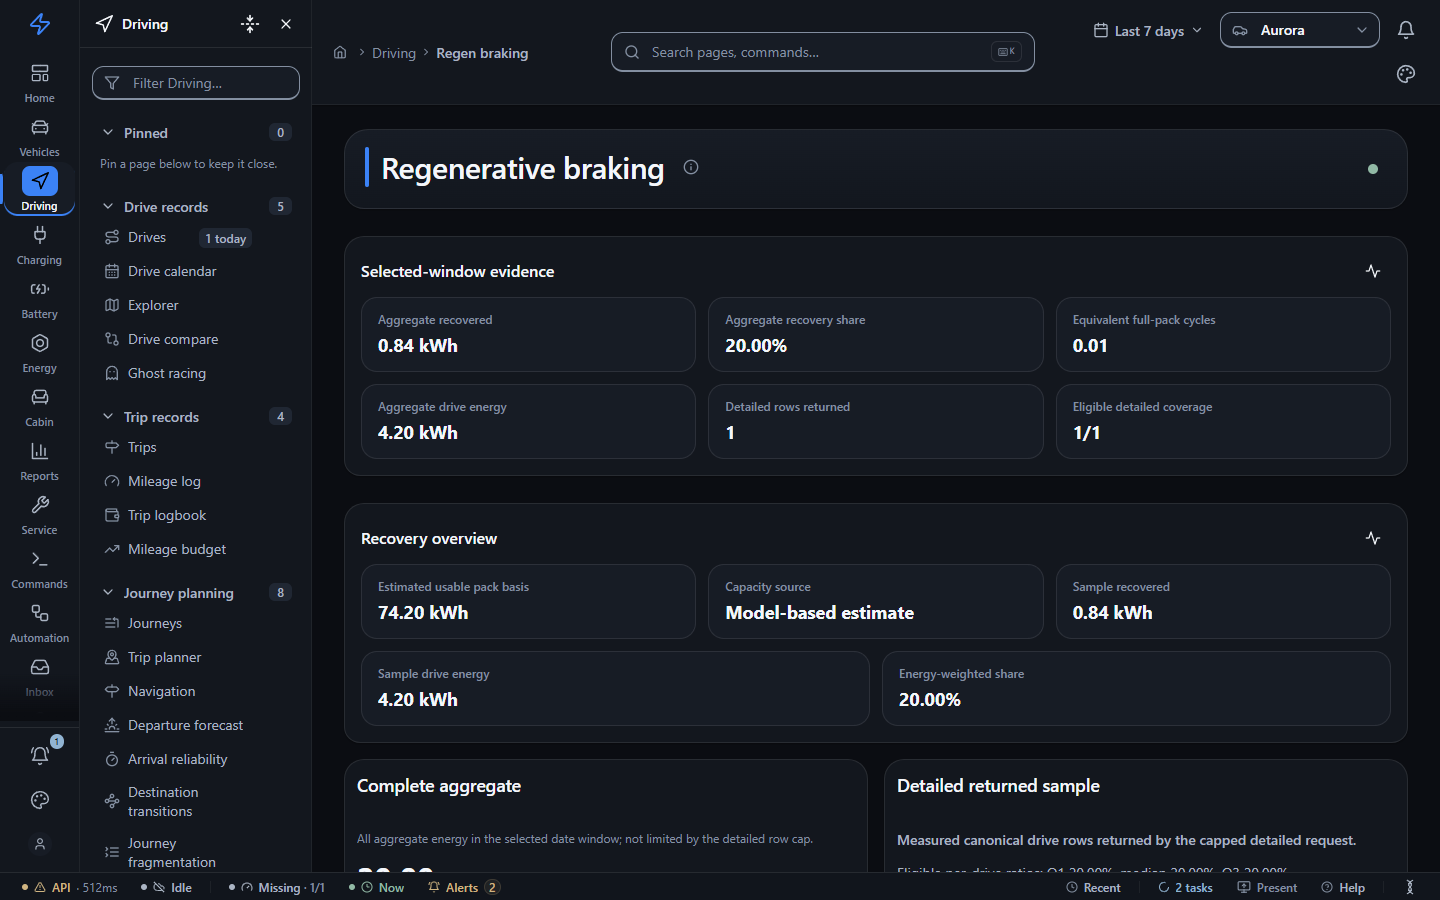 Driving
Driving
Regen braking
Search pages, commands...
K
Last 7 days
Aurora
Home
Vehicles
Driving
Charging
Battery
Energy
Cabin
Reports
Service
Commands
Automation
Inbox
1
Filter Driving...
Pinned 0
Pin a page below to keep it close.
Drive records 5
Drives 1 today
Drive calendar
Explorer
Drive compare
Ghost racing
Trip records 4
Trips
Mileage log
Trip logbook
Mileage budget
Journey planning 8
Journeys
Trip planner
Navigation
Departure forecast
Arrival reliability
Destination
transitions
Journey
fragmentation
Regenerative braking
Selected-window evidence
Aggregate recovered
0.84 kWh
Aggregate recovery share
20.00%
Equivalent full-pack cycles
0.01
Aggregate drive energy
4.20 kWh
Detailed rows returned
1
Eligible detailed coverage
1/1
Recovery overview
Estimated usable pack basis
74.20 kWh
Capacity source
Model-based estimate
Sample recovered
0.84 kWh
Sample drive energy
4.20 kWh
Energy-weighted share
20.00%
Complete aggregate
All aggregate energy in the selected date window; not limited by the detailed row cap.
Detailed returned sample
Measured canonical drive rows returned by the capped detailed request.
API · 512ms
Idle
Missing · 1/1
Now
Alerts 2
Recent
2 tasks
Present
Help